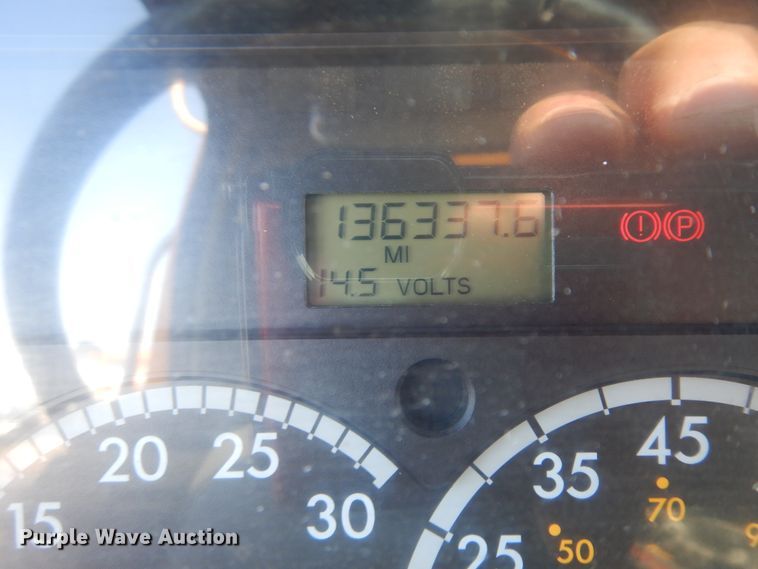 136337.6
MI
14.5 VOLTS
(!) (P)
15 20 25 30
25 35 45
50 70
Purple Wave Auction